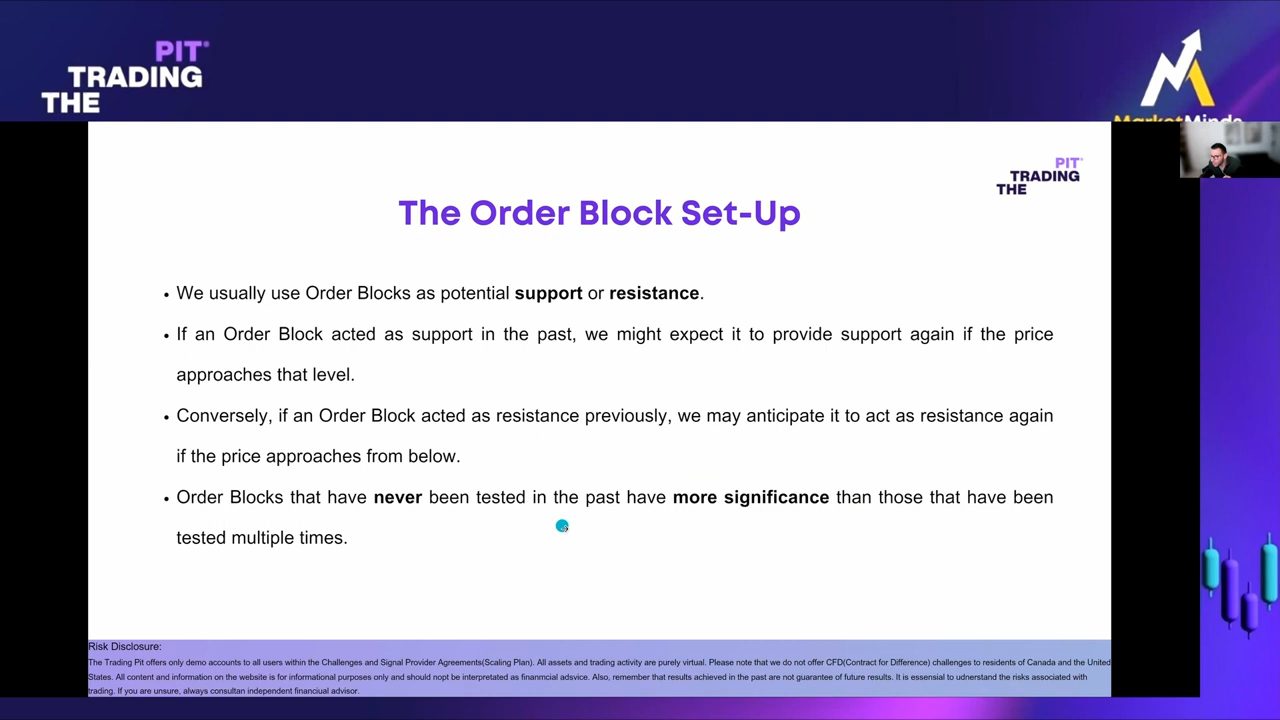 PIT®
TRADING
THE
MarketMinds
PIT®
TRADING
THE
The Order Block Set-Up
• We usually use Order Blocks as potential support or resistance.
• If an Order Block acted as support in the past, we might expect it to provide support again if the price
approaches that level.
• Conversely, if an Order Block acted as resistance previously, we may anticipate it to act as resistance again
if the price approaches from below.
• Order Blocks that have never been tested in the past have more significance than those that have been
tested multiple times.
Risk Disclosure:
The Trading Pit offers only demo accounts to all users within the Challenges and Signal Provider Agreements(Scaling Plan). All assets and trading activity are purely virtual. Please note that we do not offer CFD(Contract for Difference) challenges to residents of Canada and the United
States. All content and information on the website is for informational purposes only and should nopt be interpretated as finanmcial adsvice. Also, remember that results achieved in the past are not guarantee of future results. It is essensial to udnerstand the risks associated with
trading. If you are unsure, always consultan independent financiual advisor.